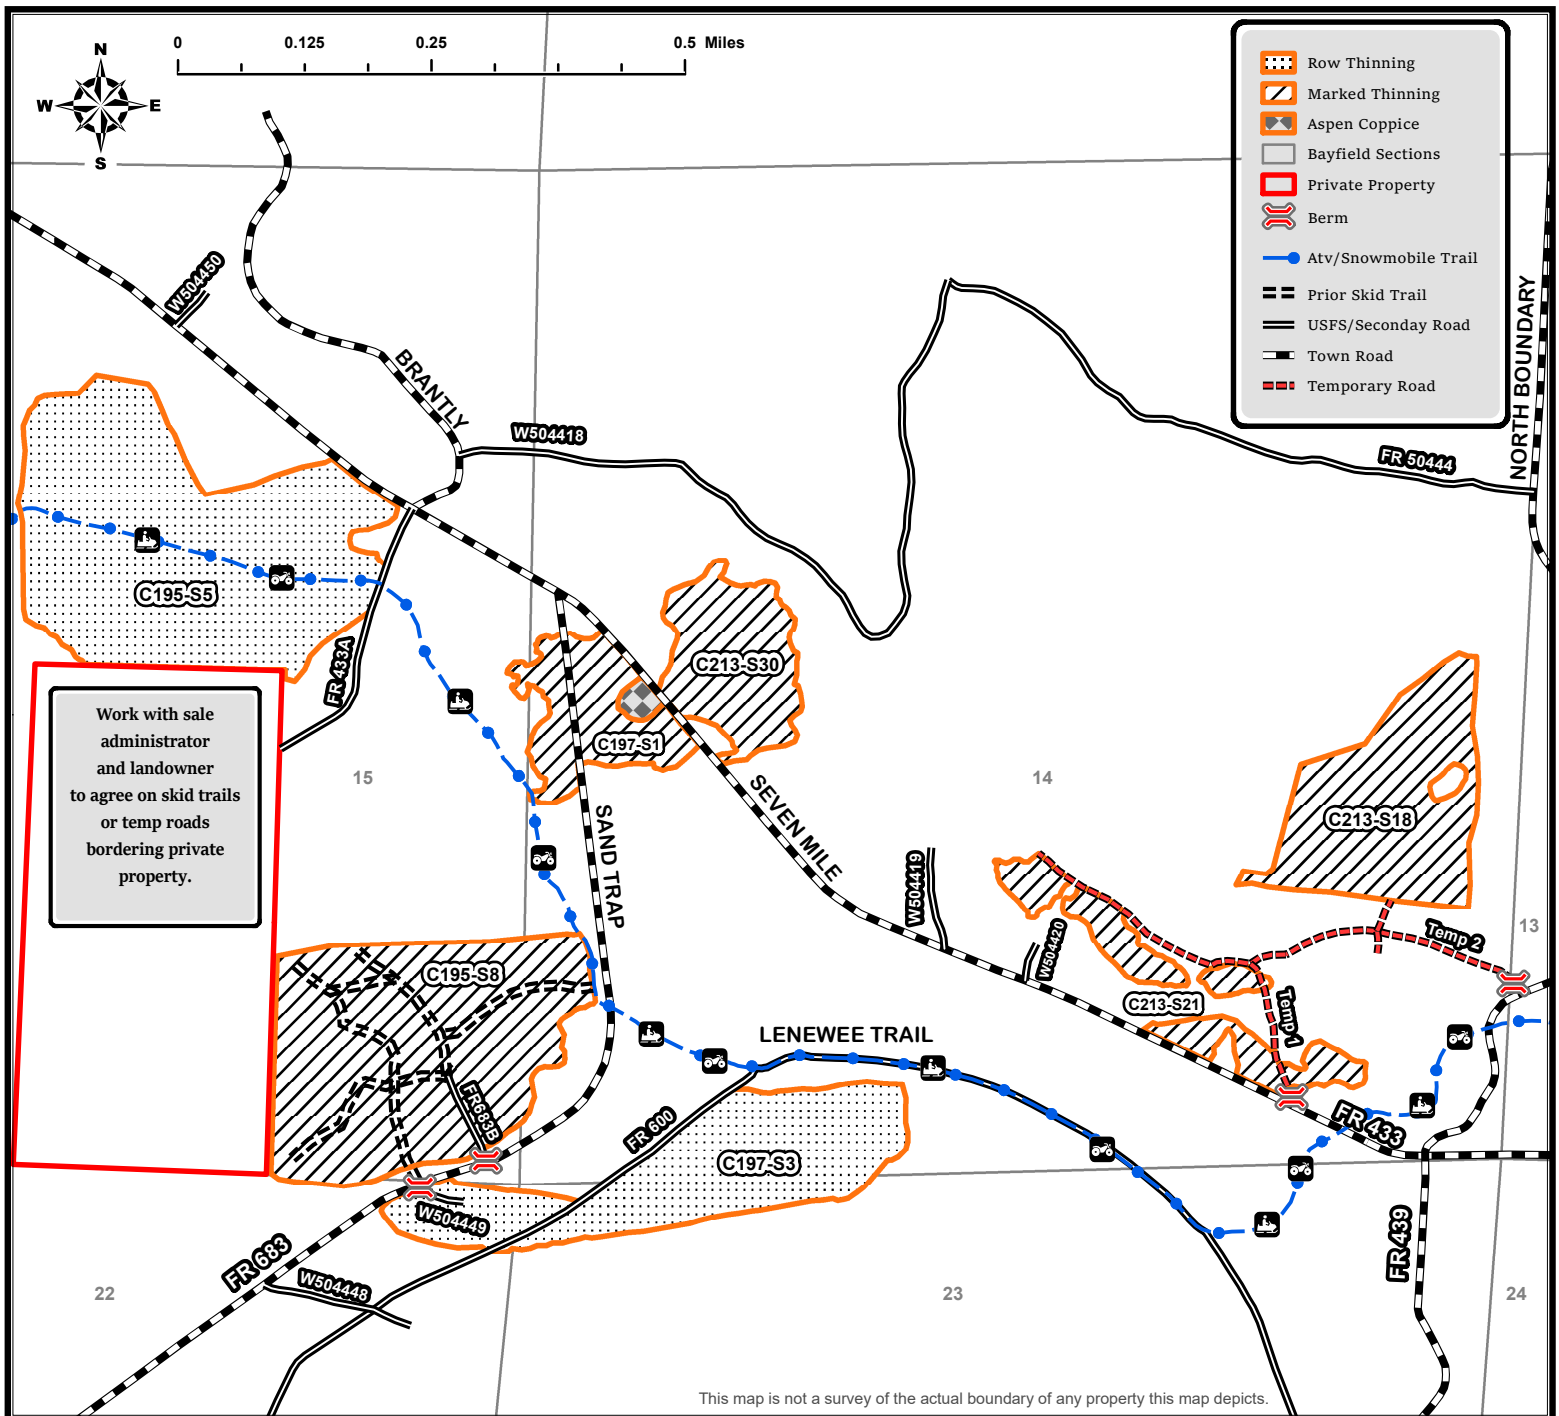 0 0.125 0.25 0.5 Miles
N
W E
S
Row Thinning
Marked Thinning
Aspen Coppice
Bayfield Sections
Private Property
Berm
Atv/Snowmobile Trail
Prior Skid Trail
USFS/Seconday Road
Town Road
Temporary Road
W504450
BRANTLY
W504418
FR 50444
NORTH BOUNDARY
C195-S5
FR 433A
C213-S30
C197-S1
Work with sale
administrator
and landowner
to agree on skid trails
or temp roads
bordering private
property.
15
14
SAND TRAP
SEVEN MILE
C213-S18
W504419
W504420
Temp 2
13
C195-S8
C213-S21
Temp 1
LENEWEE TRAIL
FR683B
FR 600
FR 433
C197-S3
W504449
FR 683
FR 439
W504448
22
23
24
This map is not a survey of the actual boundary of any property this map depicts.